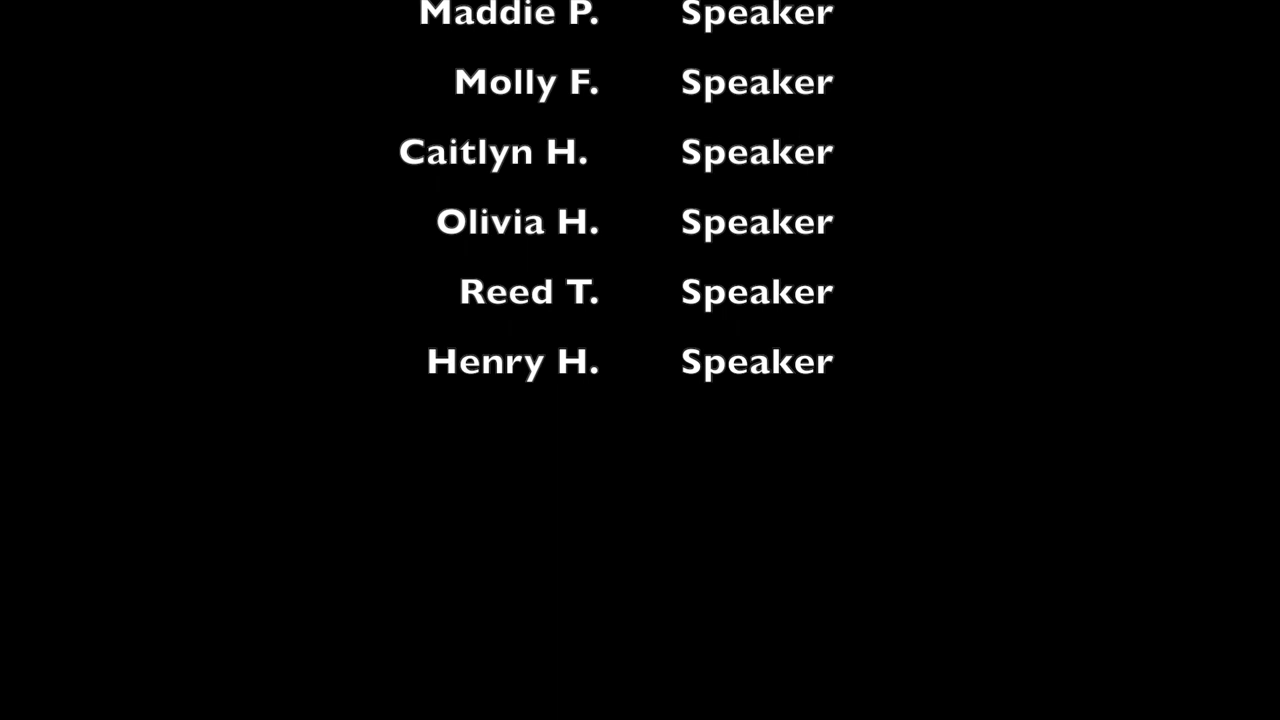 Maddie P. Speaker
Molly F. Speaker
Caitlyn H. Speaker
Olivia H. Speaker
Reed T. Speaker
Henry H. Speaker